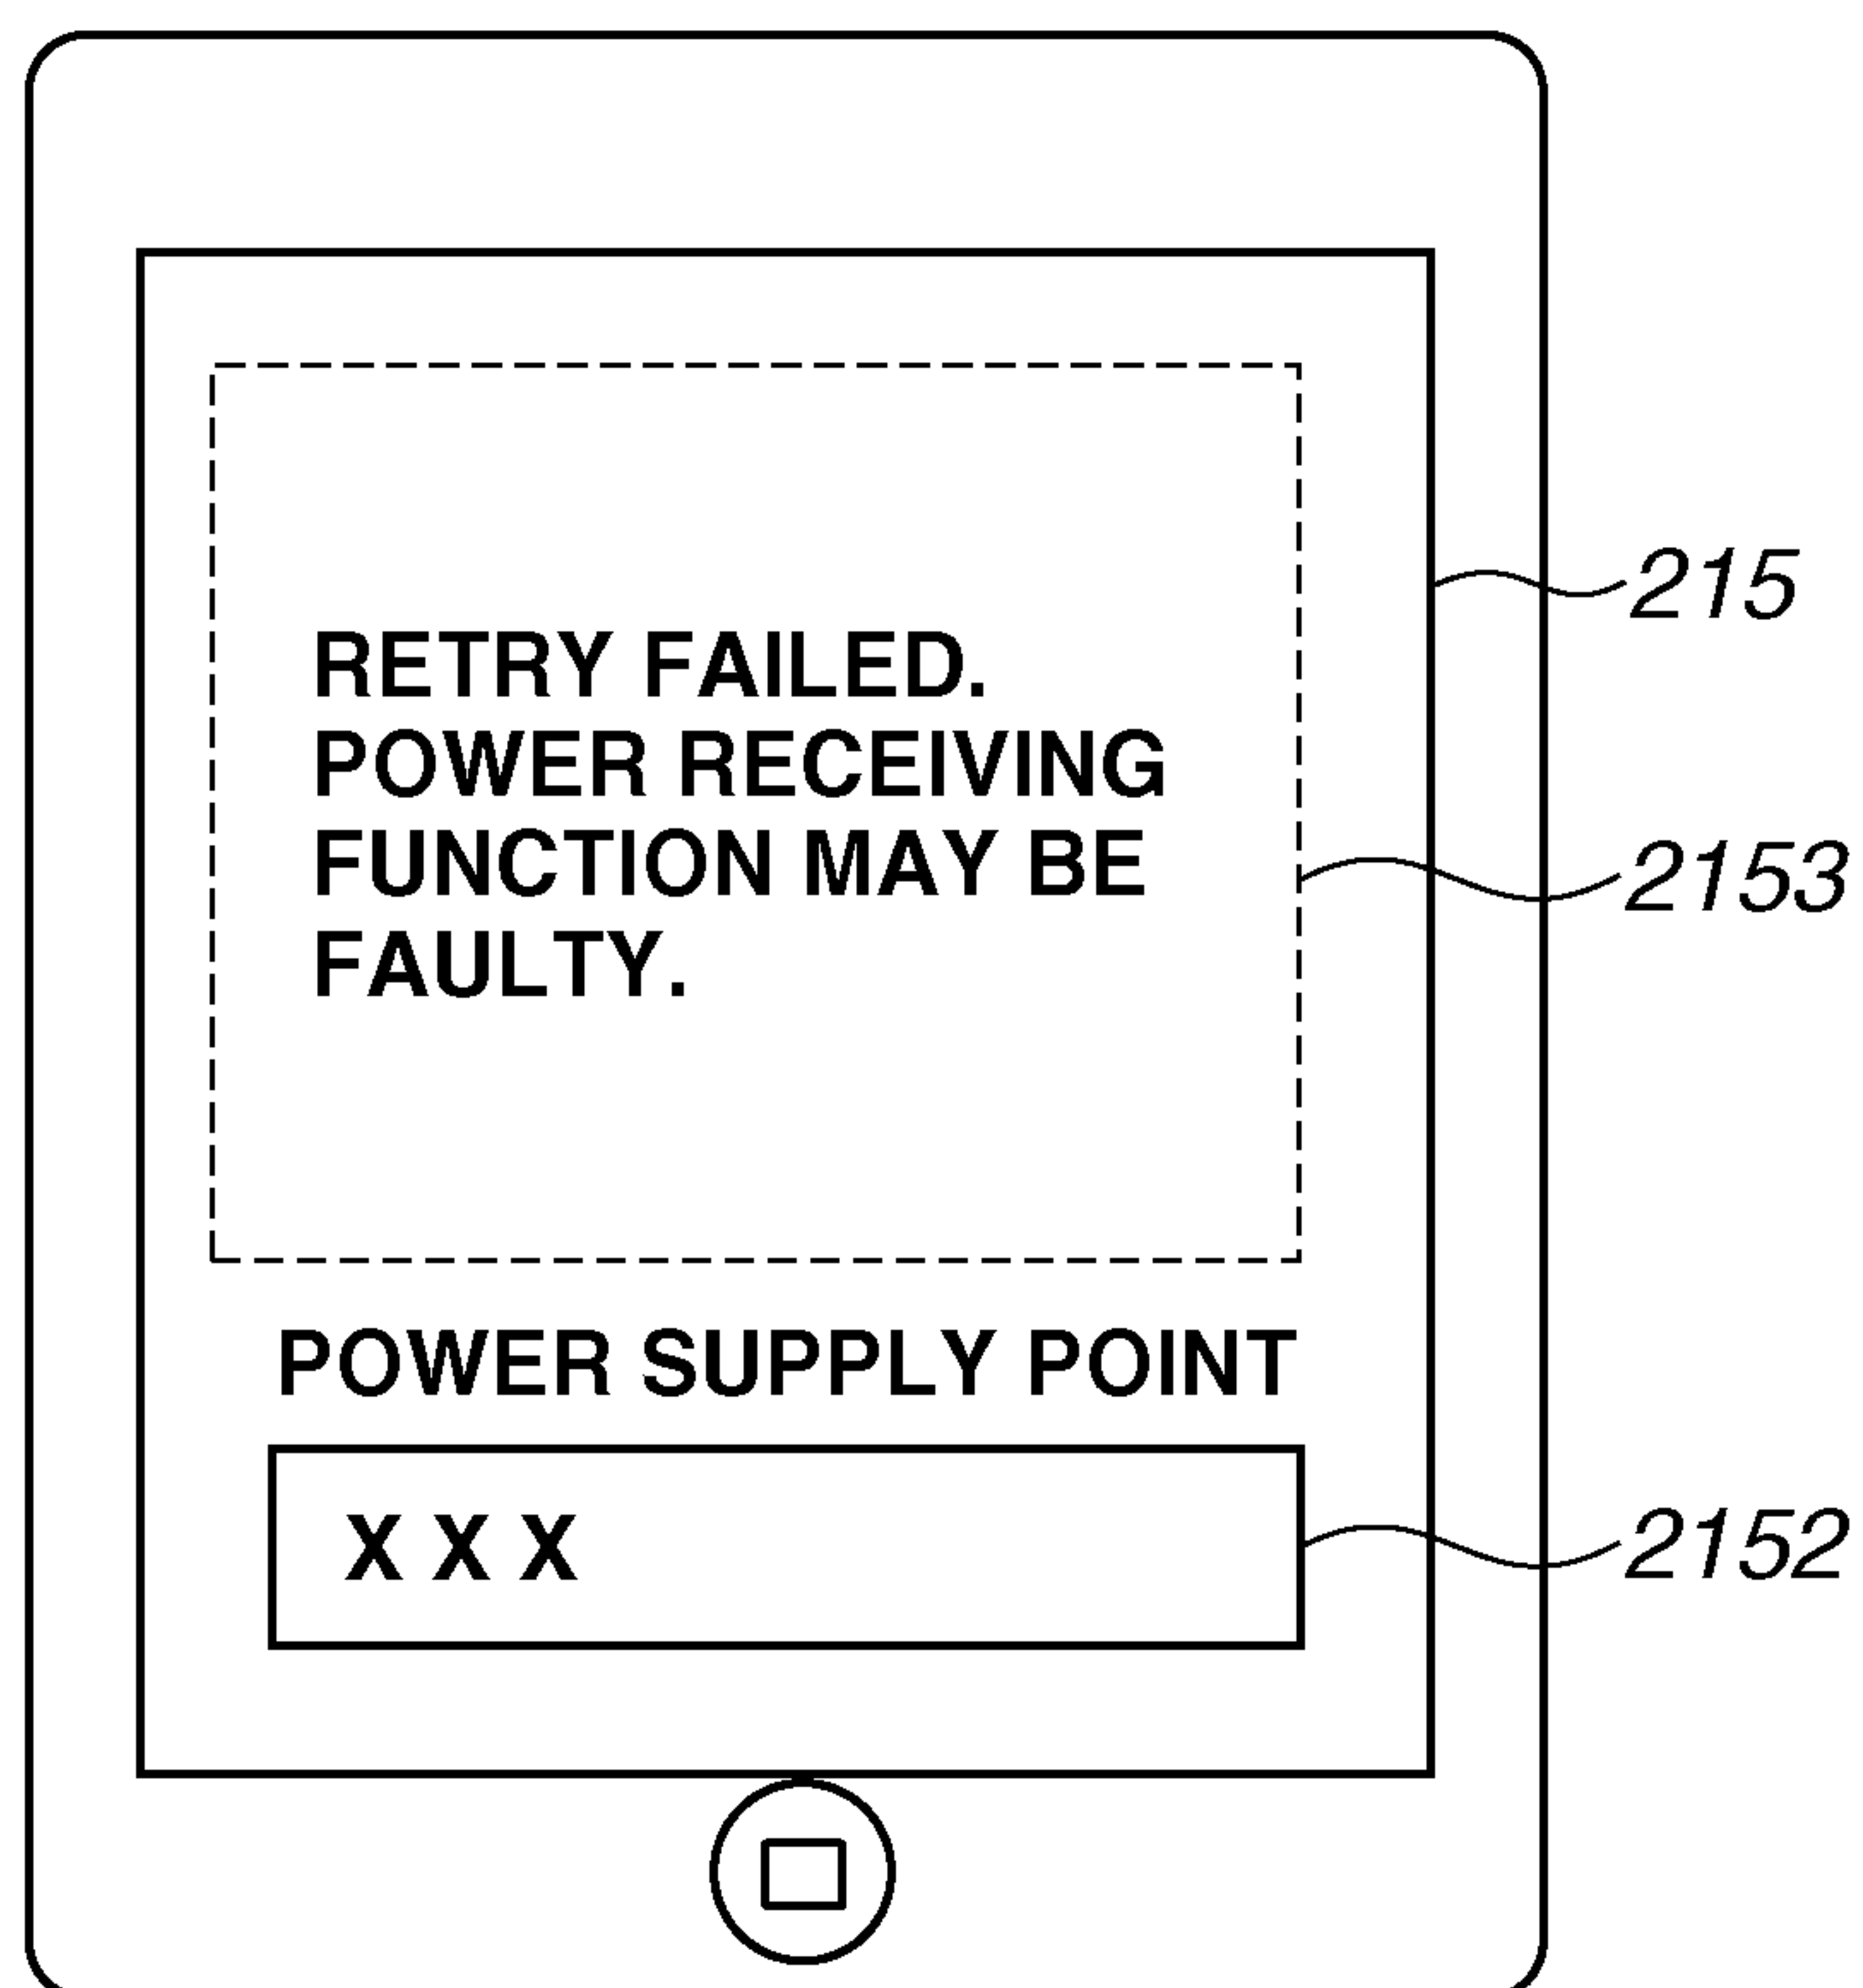 RETRY FAILED.
POWER RECEIVING
FUNCTION MAY BE
FAULTY.
POWER SUPPLY POINT
X X X
215
2153
2152